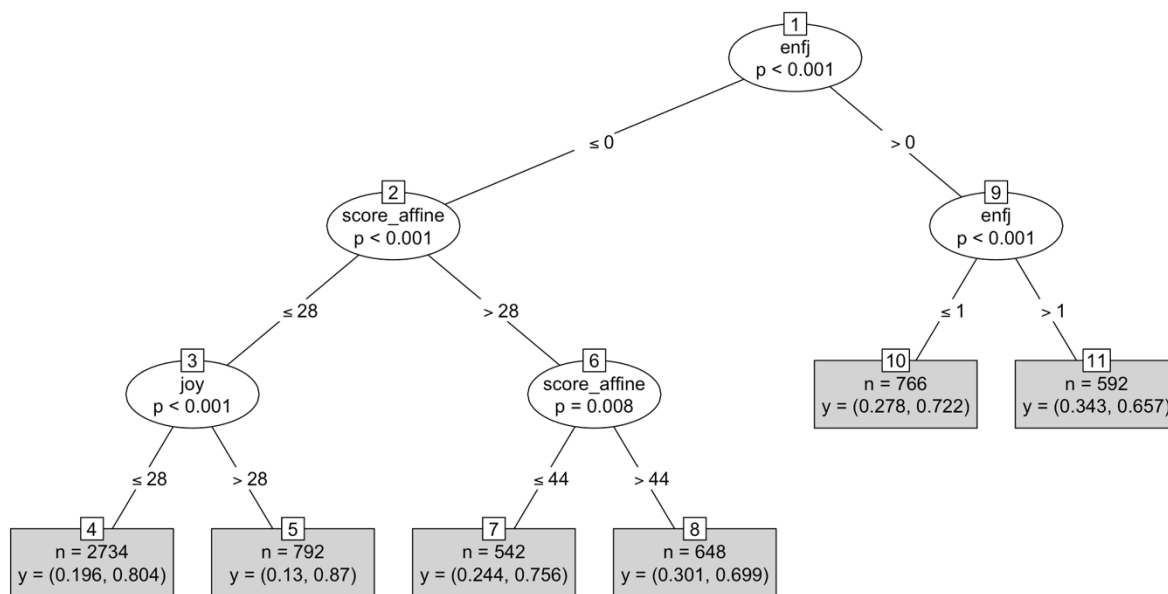 1
enfj
p < 0.001
≤ 0
> 0
2
score_affine
p < 0.001
9
enfj
p < 0.001
≤ 28
> 28
≤ 1
> 1
3
joy
p < 0.001
6
score_affine
p = 0.008
10
n = 766
y = (0.278, 0.722)
11
n = 592
y = (0.343, 0.657)
≤ 28
> 28
≤ 44
> 44
4
n = 2734
y = (0.196, 0.804)
5
n = 792
y = (0.13, 0.87)
7
n = 542
y = (0.244, 0.756)
8
n = 648
y = (0.301, 0.699)